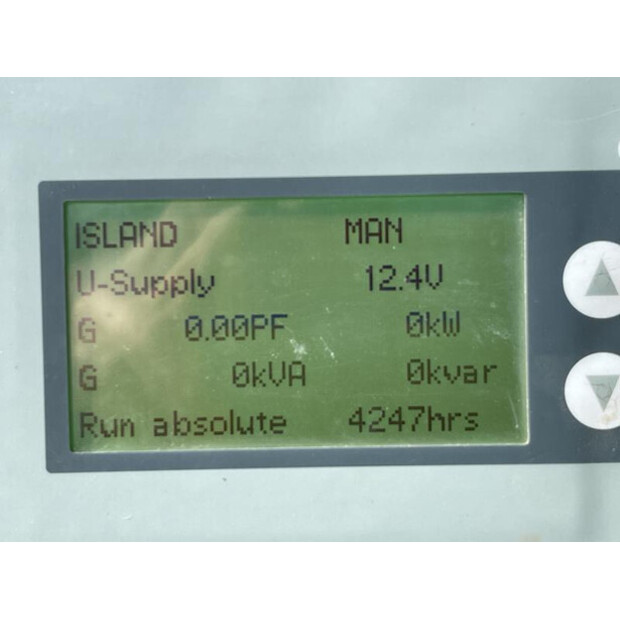 ISLAND MAN
U-Supply 12.4V
G 0.00PF 0kW
G 0kVA 0kvar
Run absolute 4247hrs